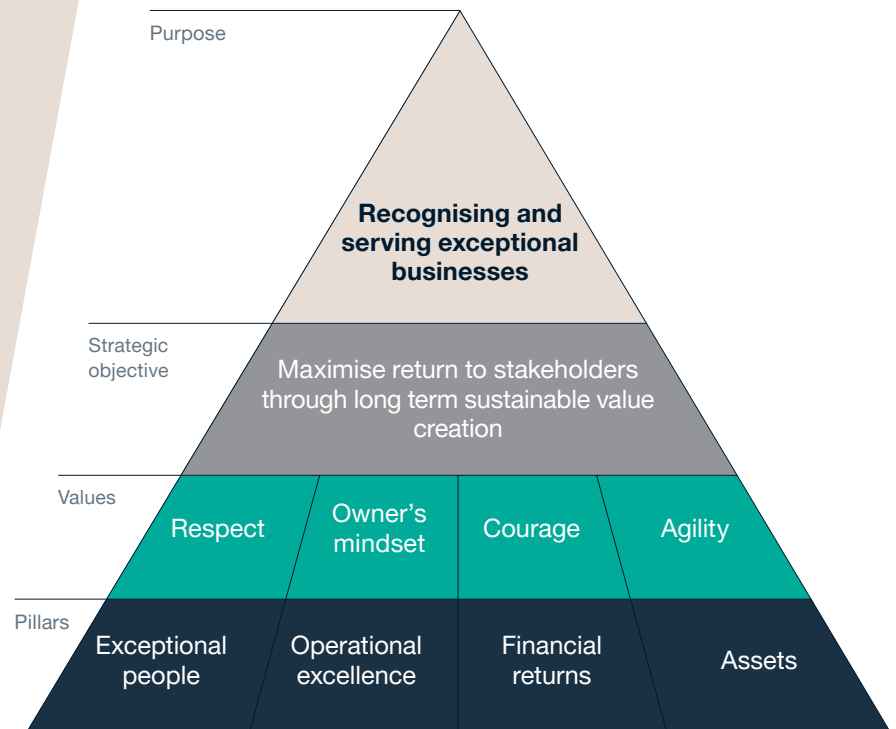 Purpose
Recognising and
serving exceptional
businesses
Strategic
objective
Maximise return to stakeholders
through long term sustainable value
creation
Values
Respect
Owner’s
mindset
Courage
Agility
Pillars
Exceptional
people
Operational
excellence
Financial
returns
Assets